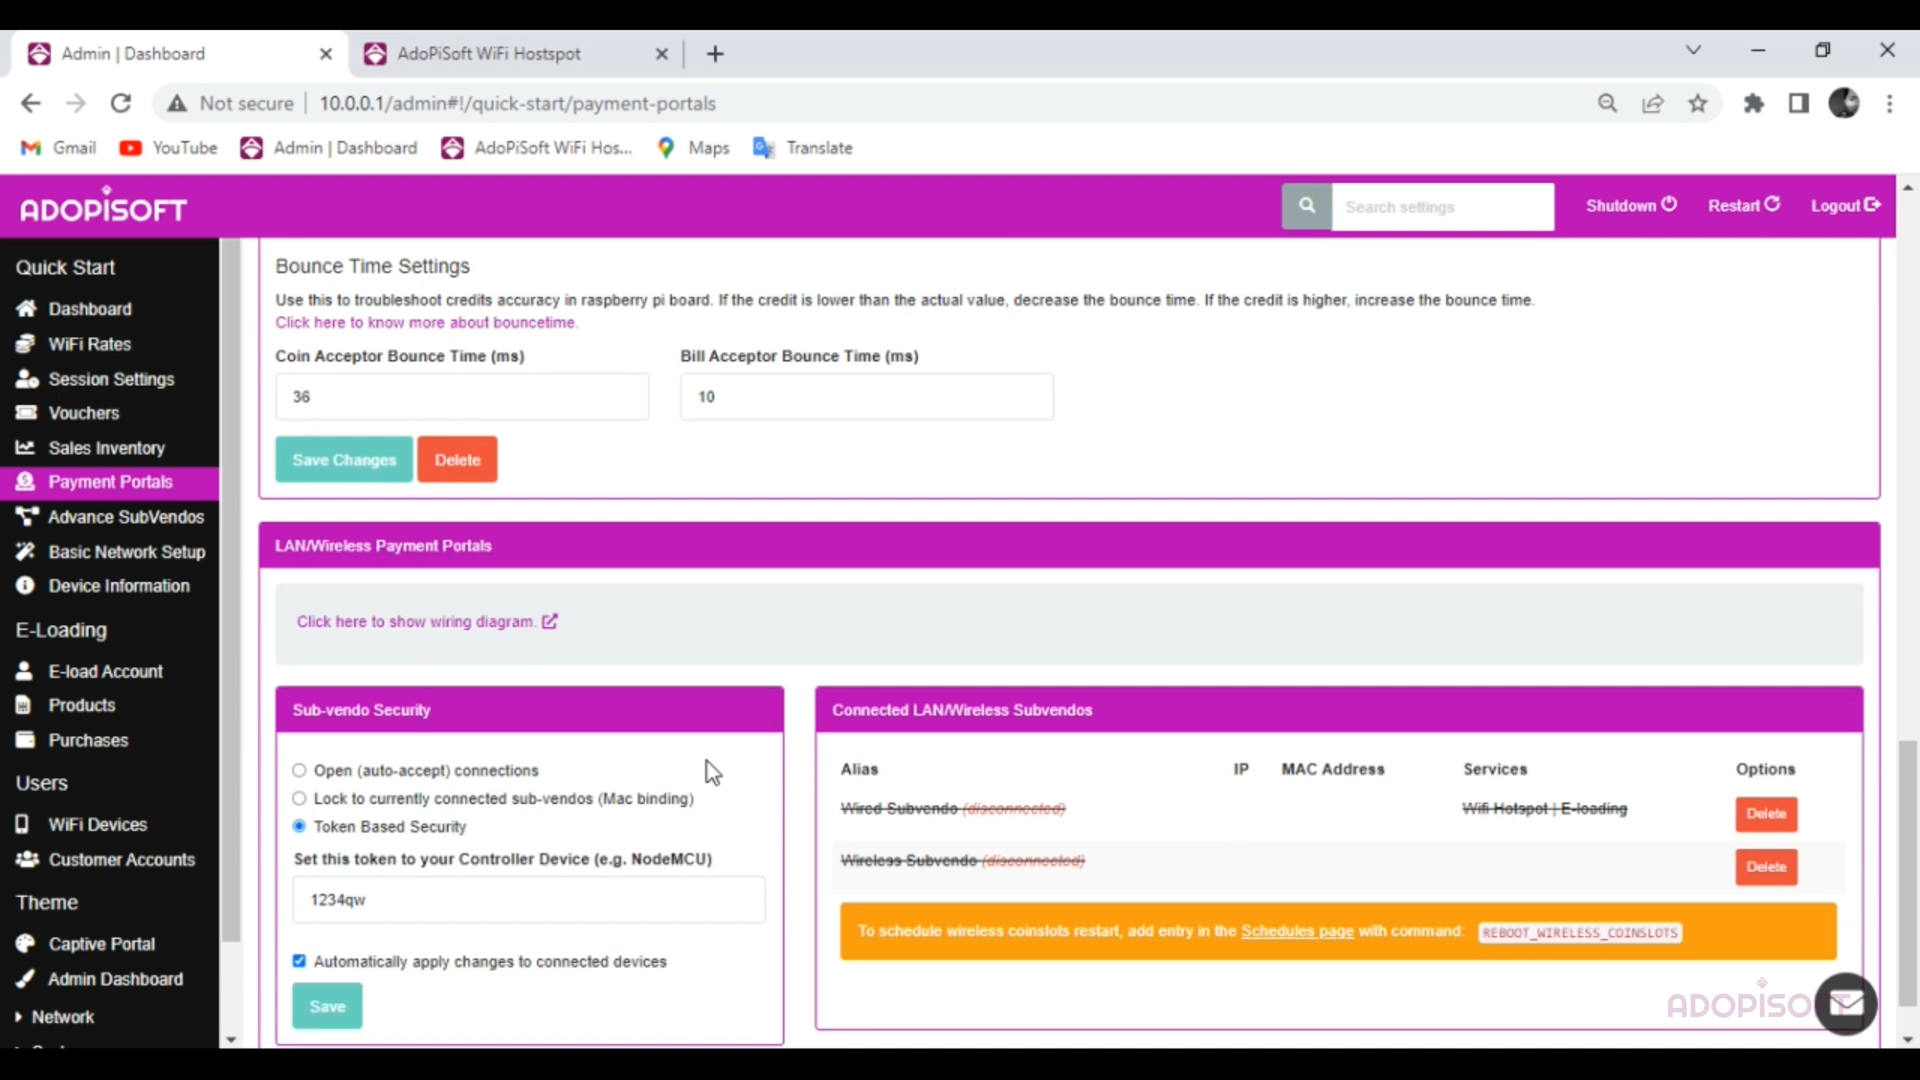 Admin | Dashboard
AdoPiSoft WiFi Hostspot
Not secure
10.0.0.1/admin#!/quick-start/payment-portals
Gmail
YouTube
Admin | Dashboard
AdoPiSoft WiFi Hos...
Maps
Translate
ADOPISOFT
Search settings
Shutdown
Restart
Logout
Quick Start
Dashboard
WiFi Rates
Session Settings
Vouchers
Sales Inventory
Payment Portals
Advance SubVendos
Basic Network Setup
Device Information
E-Loading
E-load Account
Products
Purchases
Users
WiFi Devices
Customer Accounts
Theme
Captive Portal
Admin Dashboard
Network
Bounce Time Settings
Use this to troubleshoot credits accuracy in raspberry pi board. If the credit is lower than the actual value, decrease the bounce time. If the credit is higher, increase the bounce time.
Click here to know more about bouncetime.
Coin Acceptor Bounce Time (ms)
Bill Acceptor Bounce Time (ms)
36
10
Save Changes
Delete
LAN/Wireless Payment Portals
Click here to show wiring diagram.
Sub-vendo Security
Open (auto-accept) connections
Lock to currently connected sub-vendos (Mac binding)
Token Based Security
Set this token to your Controller Device (e.g. NodeMCU)
1234qw
Automatically apply changes to connected devices
Save
Connected LAN/Wireless Subvendos
Alias IP MAC Address Services Options
Wired Subvendo (disconnected) Wifi Hotspot | E-loading Delete
Wireless Subvendo (disconnected) Delete
To schedule wireless coinslots restart, add entry in the Schedules page with command: REBOOT_WIRELESS_COINSLOTS
ADOPISOFT